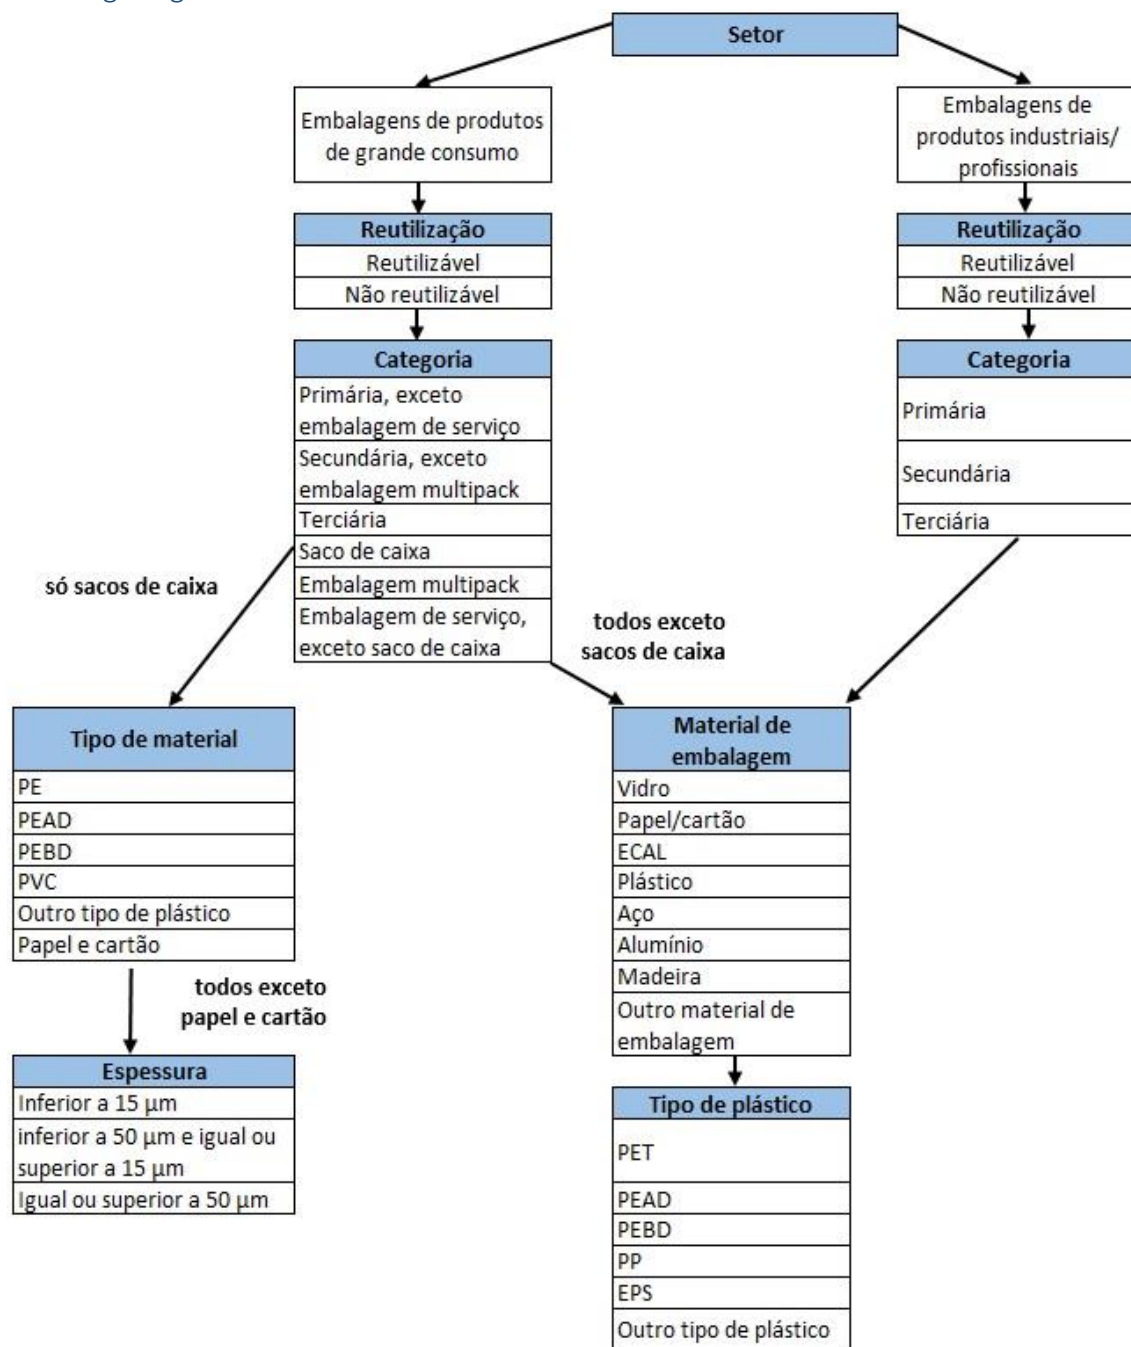 Setor
Embalagens de produtos
de grande consumo
Embalagens de
produtos industriais/
profissionais
Reutilização
Reutilizável
Não reutilizável
Reutilização
Reutilizável
Não reutilizável
Categoria
Primária, exceto
embalagem de serviço
Secundária, exceto
embalagem multipack
Terciária
Saco de caixa
Embalagem multipack
Embalagem de serviço,
exceto saco de caixa
Categoria
Primária
Secundária
Terciária
só sacos de caixa
todos exceto
sacos de caixa
Tipo de material
PE
PEAD
PEBD
PVC
Outro tipo de plástico
Papel e cartão
todos exceto
papel e cartão
Espessura
Inferior a 15 µm
inferior a 50 µm e igual ou
superior a 15 µm
Igual ou superior a 50 µm
Material de
embalagem
Vidro
Papel/cartão
ECAL
Plástico
Aço
Alumínio
Madeira
Outro material de
embalagem
Tipo de plástico
PET
PEAD
PEBD
PP
EPS
Outro tipo de plástico